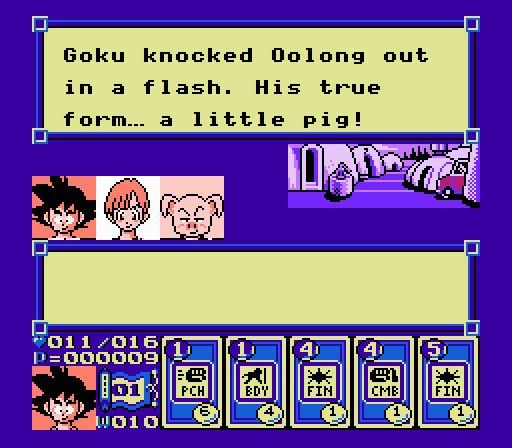 Goku knocked Oolong out
in a flash. His true
form… a little pig!
011/016
P=000009
01
W010
1 PCH 6
1 BDY 4
4 FIN 1
4 CMB 1
5 FIN 1